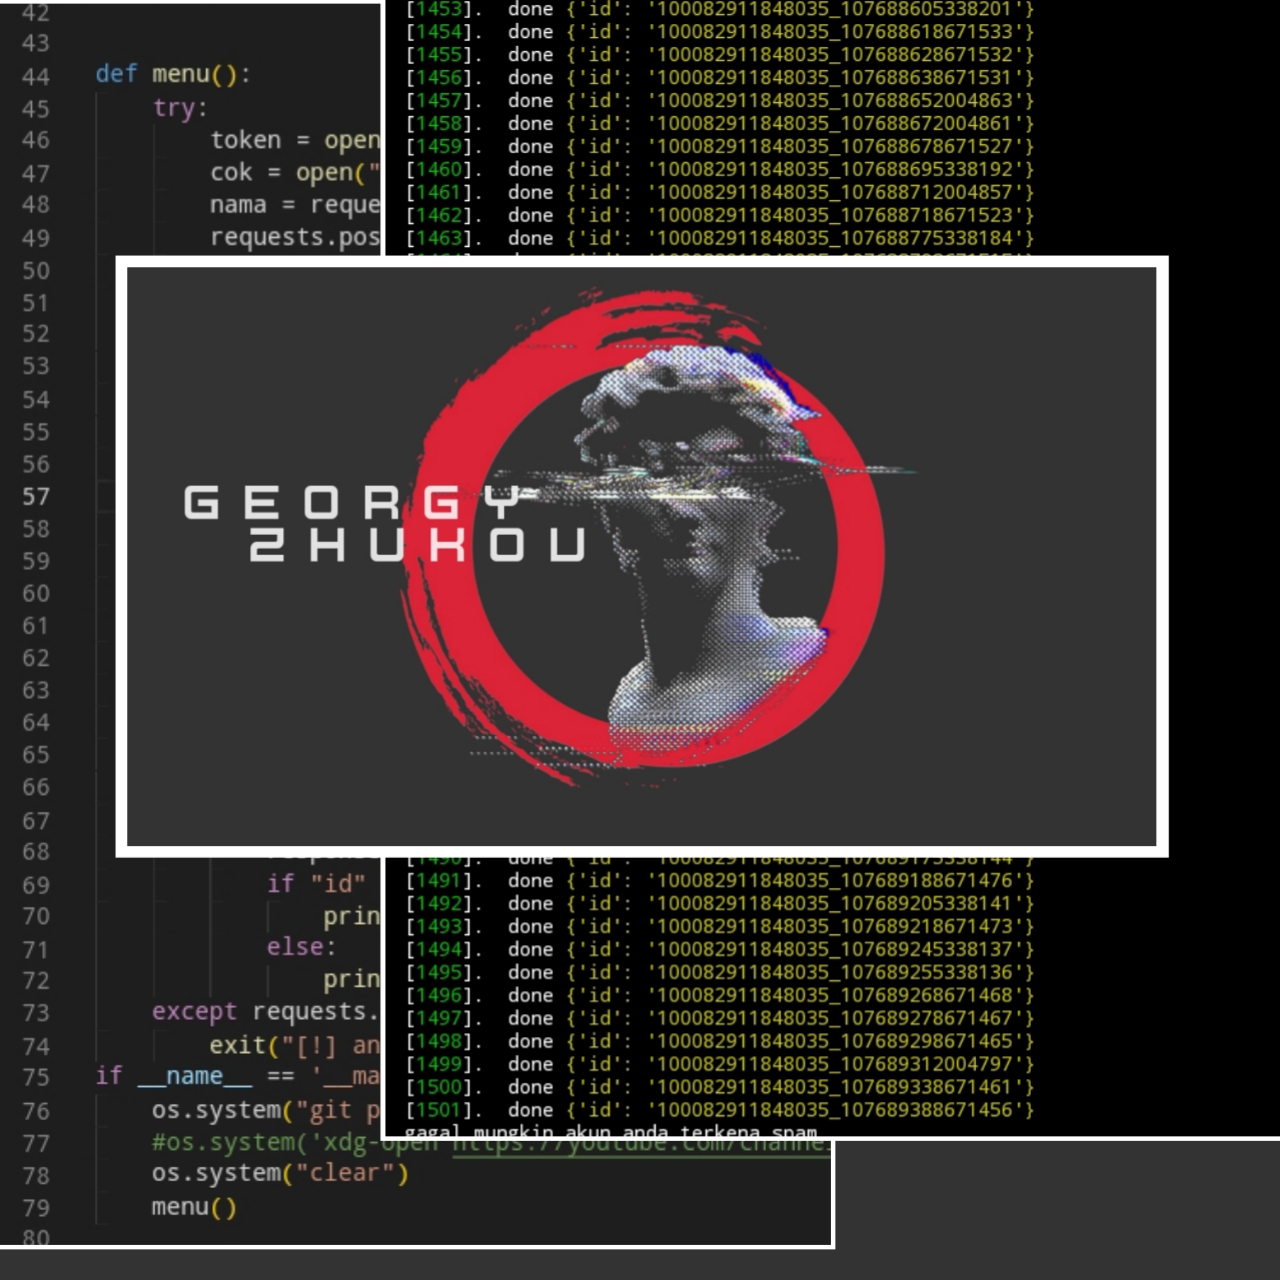 42
43
44 def menu():
45 try:
46 token = open
47 cok = open("
48 nama = reque
49 requests.pos
50
51
52
53
54
55
56
57
58
59
60
61
62
63
64
65
66
67
68
69 if "id"
70 prin
71 else:
72 prin
73 except requests.
74 exit("[!] an
75 if __name__ == '__ma
76 os.system("git p
77 #os.system('xdg-open https://youtube.com/channe
78 os.system("clear")
79 menu()
80
[1453]. done {'id': '100082911848035_107688605338201'}
[1454]. done {'id': '100082911848035_107688618671533'}
[1455]. done {'id': '100082911848035_107688628671532'}
[1456]. done {'id': '100082911848035_107688638671531'}
[1457]. done {'id': '100082911848035_107688652004863'}
[1458]. done {'id': '100082911848035_107688672004861'}
[1459]. done {'id': '100082911848035_107688678671527'}
[1460]. done {'id': '100082911848035_107688695338192'}
[1461]. done {'id': '100082911848035_107688712004857'}
[1462]. done {'id': '100082911848035_107688718671523'}
[1463]. done {'id': '100082911848035_107688775338184'}
GEORGY
ZHUKOU
[1490]. done {'id': '100082911848035_107689175338144'}
[1491]. done {'id': '100082911848035_107689188671476'}
[1492]. done {'id': '100082911848035_107689205338141'}
[1493]. done {'id': '100082911848035_107689218671473'}
[1494]. done {'id': '100082911848035_107689245338137'}
[1495]. done {'id': '100082911848035_107689255338136'}
[1496]. done {'id': '100082911848035_107689268671468'}
[1497]. done {'id': '100082911848035_107689278671467'}
[1498]. done {'id': '100082911848035_107689298671465'}
[1499]. done {'id': '100082911848035_107689312004797'}
[1500]. done {'id': '100082911848035_107689338671461'}
[1501]. done {'id': '100082911848035_107689388671456'}
gagal mungkin akun anda terkena spam